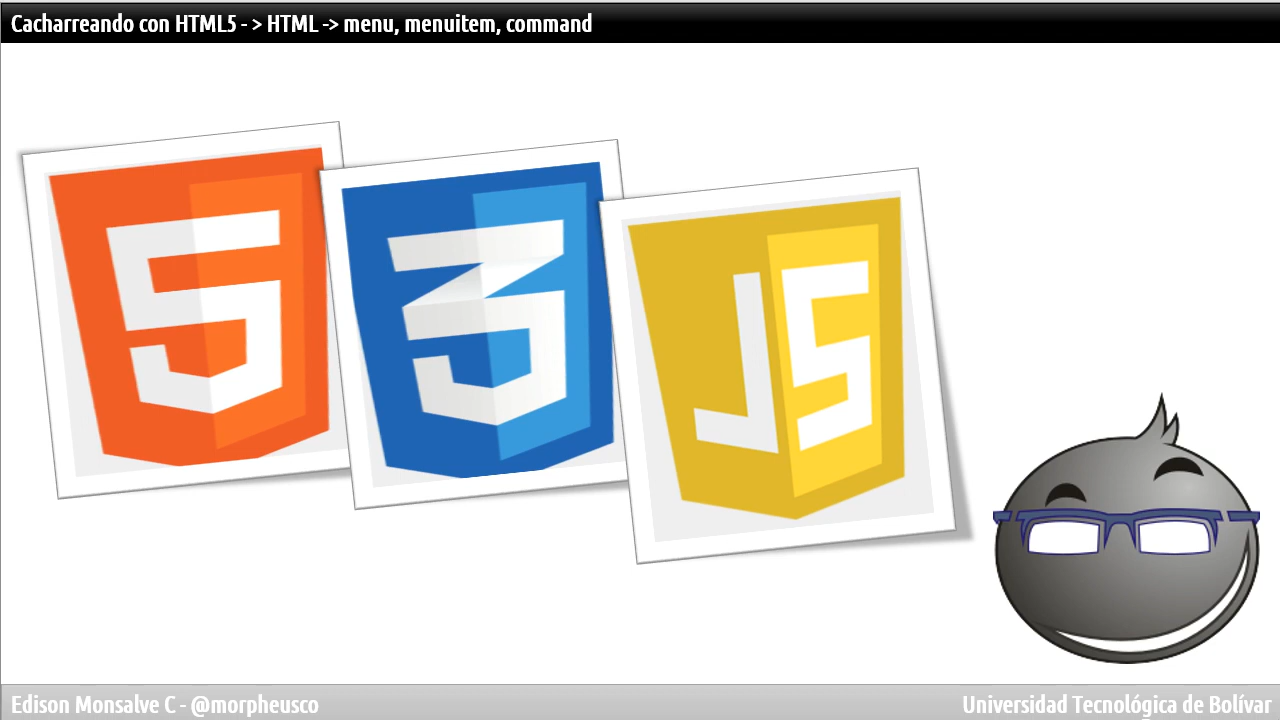 Cacharreando con HTML5 - > HTML -> menu, menuitem, command
5
3
JS
Edison Monsalve C - @morpheusco
Universidad Tecnológica de Bolívar